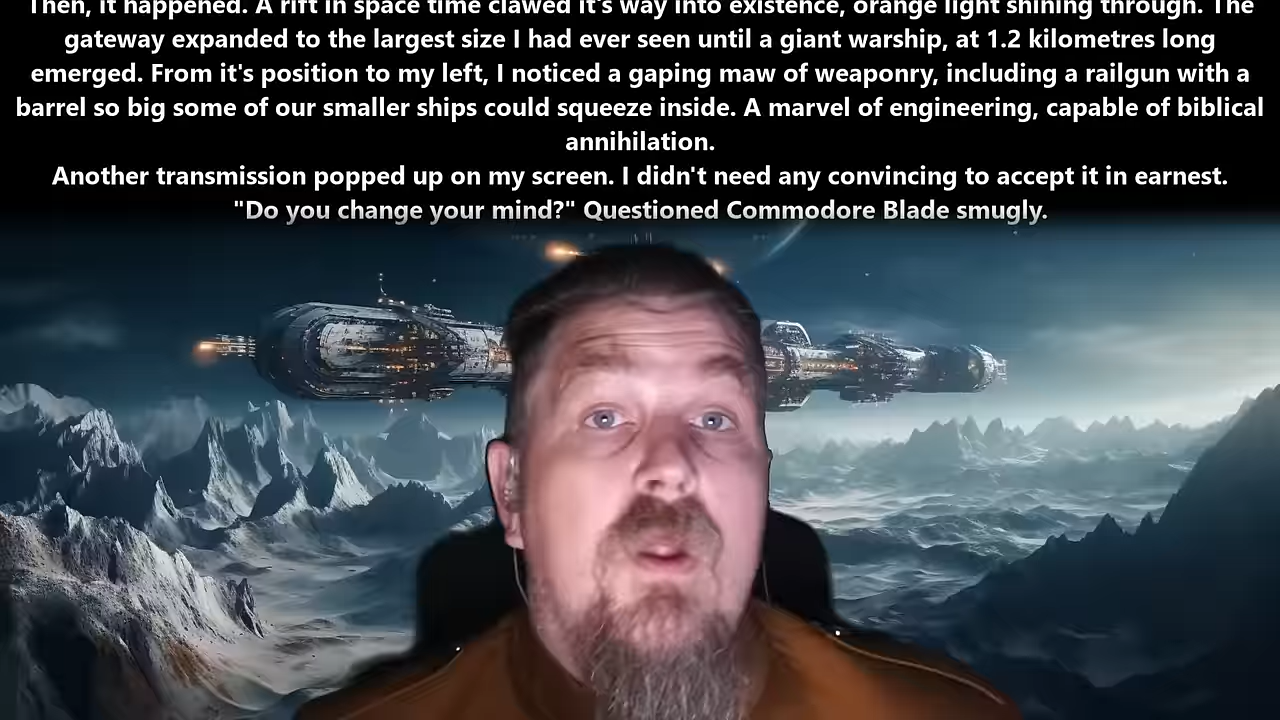 Then, it happened. A rift in space time clawed it's way into existence, orange light shining through. The
gateway expanded to the largest size I had ever seen until a giant warship, at 1.2 kilometres long
emerged. From it's position to my left, I noticed a gaping maw of weaponry, including a railgun with a
barrel so big some of our smaller ships could squeeze inside. A marvel of engineering, capable of biblical
annihilation.
Another transmission popped up on my screen. I didn't need any convincing to accept it in earnest.
"Do you change your mind?" Questioned Commodore Blade smugly.